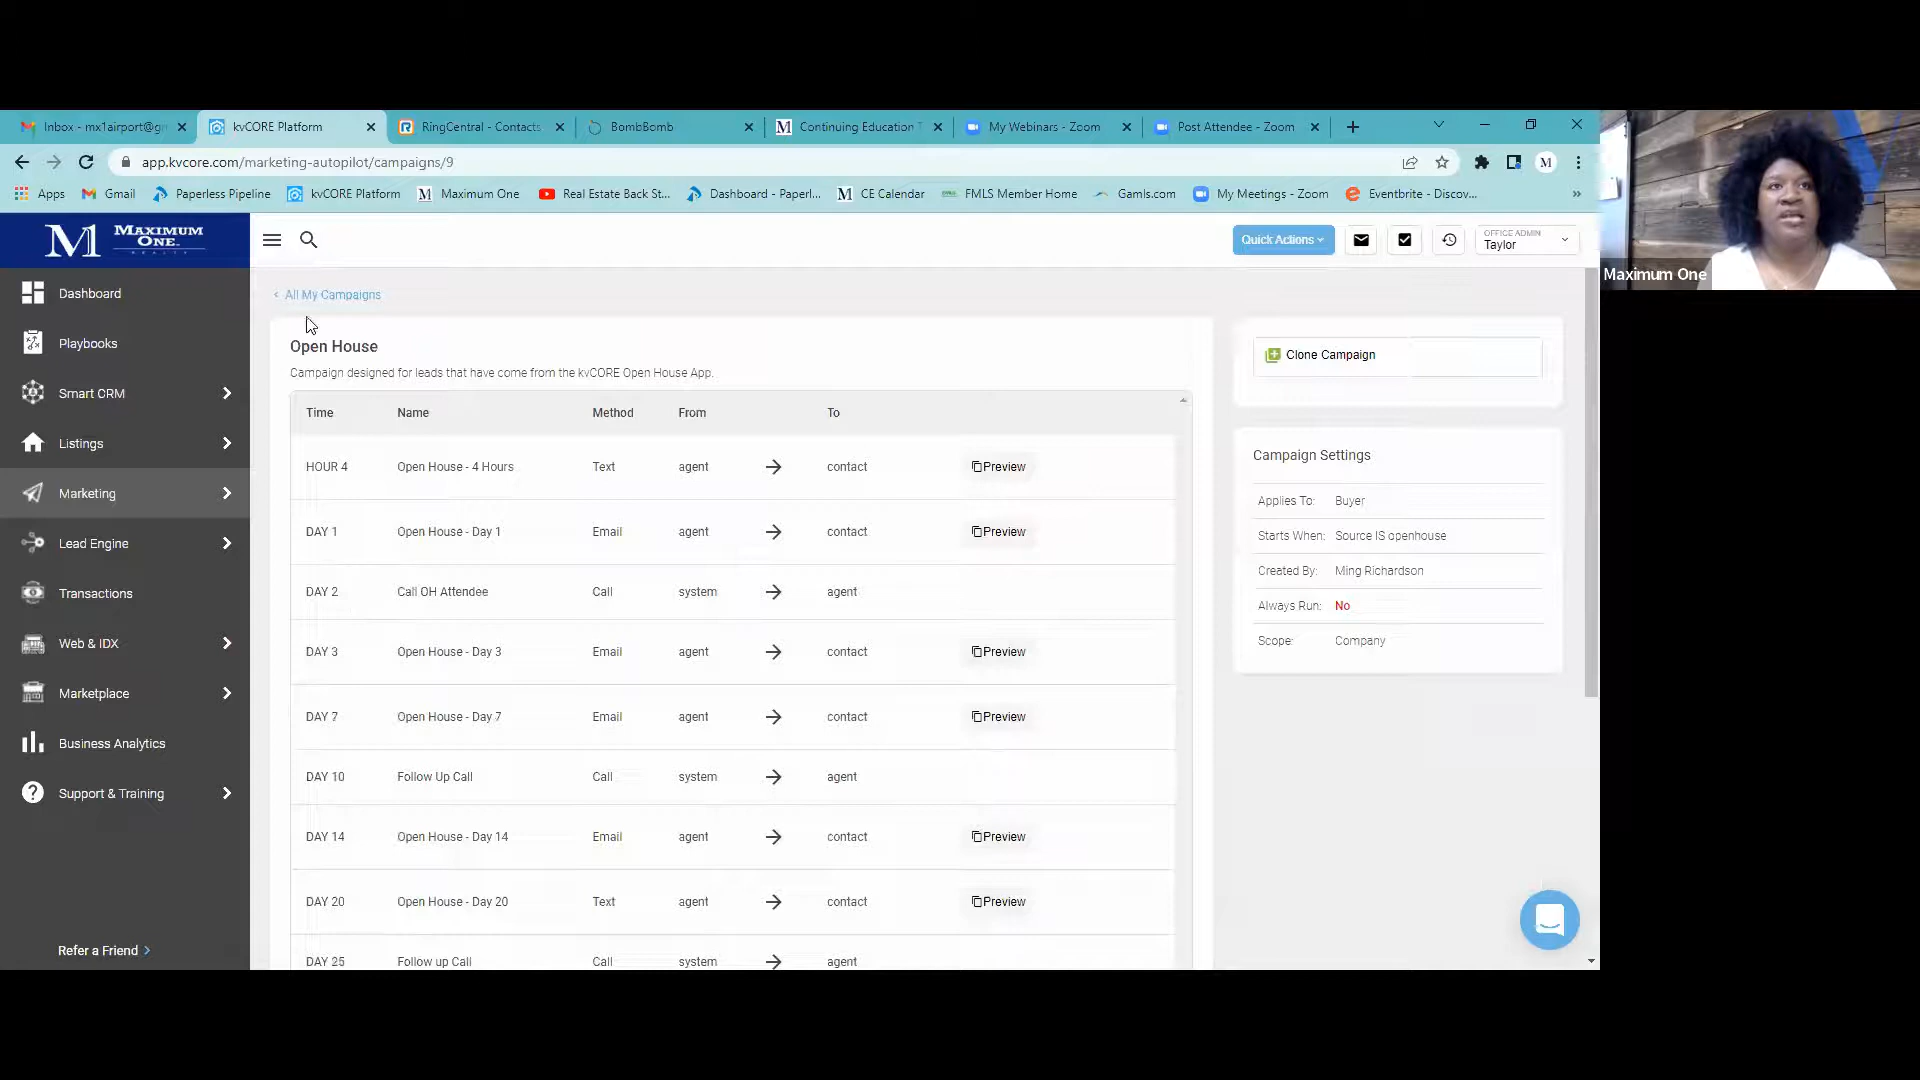 Inbox - mx1airport@g
kvCORE Platform
RingCentral - Contacts
BombBomb
Continuing Education T
My Webinars - Zoom
Post Attendee - Zoom
app.kvcore.com/marketing-autopilot/campaigns/9
M
Apps
Gmail
Paperless Pipeline
kvCORE Platform
Maximum One
Real Estate Back St...
Dashboard - Paperl...
CE Calendar
FMLS Member Home
Gamls.com
My Meetings - Zoom
Eventbrite - Discov...
M MAXIMUM
ONE
REALTY
Quick Actions
OFFICE ADMIN
Taylor
Maximum One
Dashboard
Playbooks
Smart CRM
Listings
Marketing
Lead Engine
Transactions
Web & IDX
Marketplace
Business Analytics
Support & Training
Refer a Friend
All My Campaigns
Open House
Campaign designed for leads that have come from the kvCORE Open House App.
Time Name Method From To
HOUR 4 Open House - 4 Hours Text agent contact Preview
DAY 1 Open House - Day 1 Email agent contact Preview
DAY 2 Call OH Attendee Call system agent
DAY 3 Open House - Day 3 Email agent contact Preview
DAY 7 Open House - Day 7 Email agent contact Preview
DAY 10 Follow Up Call Call system agent
DAY 14 Open House - Day 14 Email agent contact Preview
DAY 20 Open House - Day 20 Text agent contact Preview
DAY 25 Follow up Call Call system agent
Clone Campaign
Campaign Settings
Applies To: Buyer
Starts When: Source IS openhouse
Created By: Ming Richardson
Always Run: No
Scope: Company